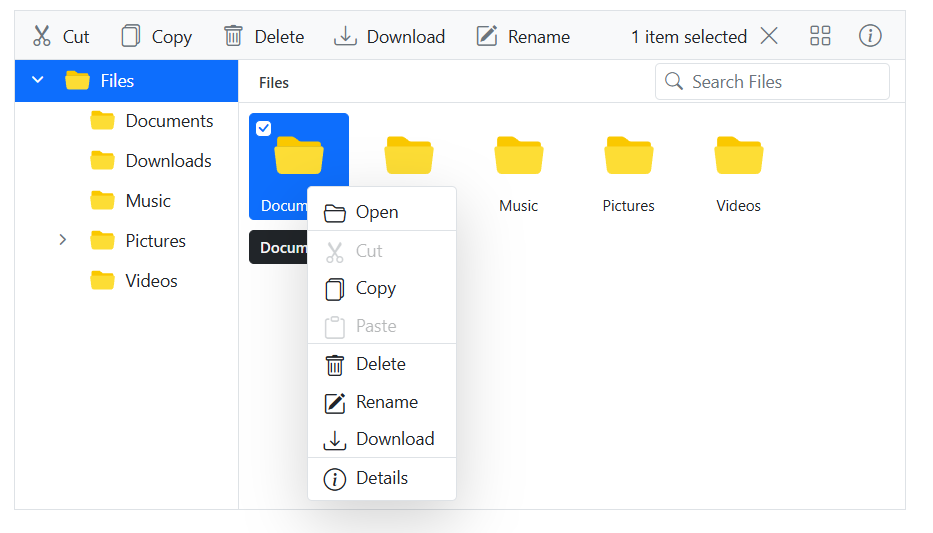 Cut Copy Delete Download Rename 1 item selected
Files
Files
Search Files
Documents
Downloads
Music
Pictures
Videos
Docum
Music
Pictures
Videos
Docum
Open
Cut
Copy
Paste
Delete
Rename
Download
Details